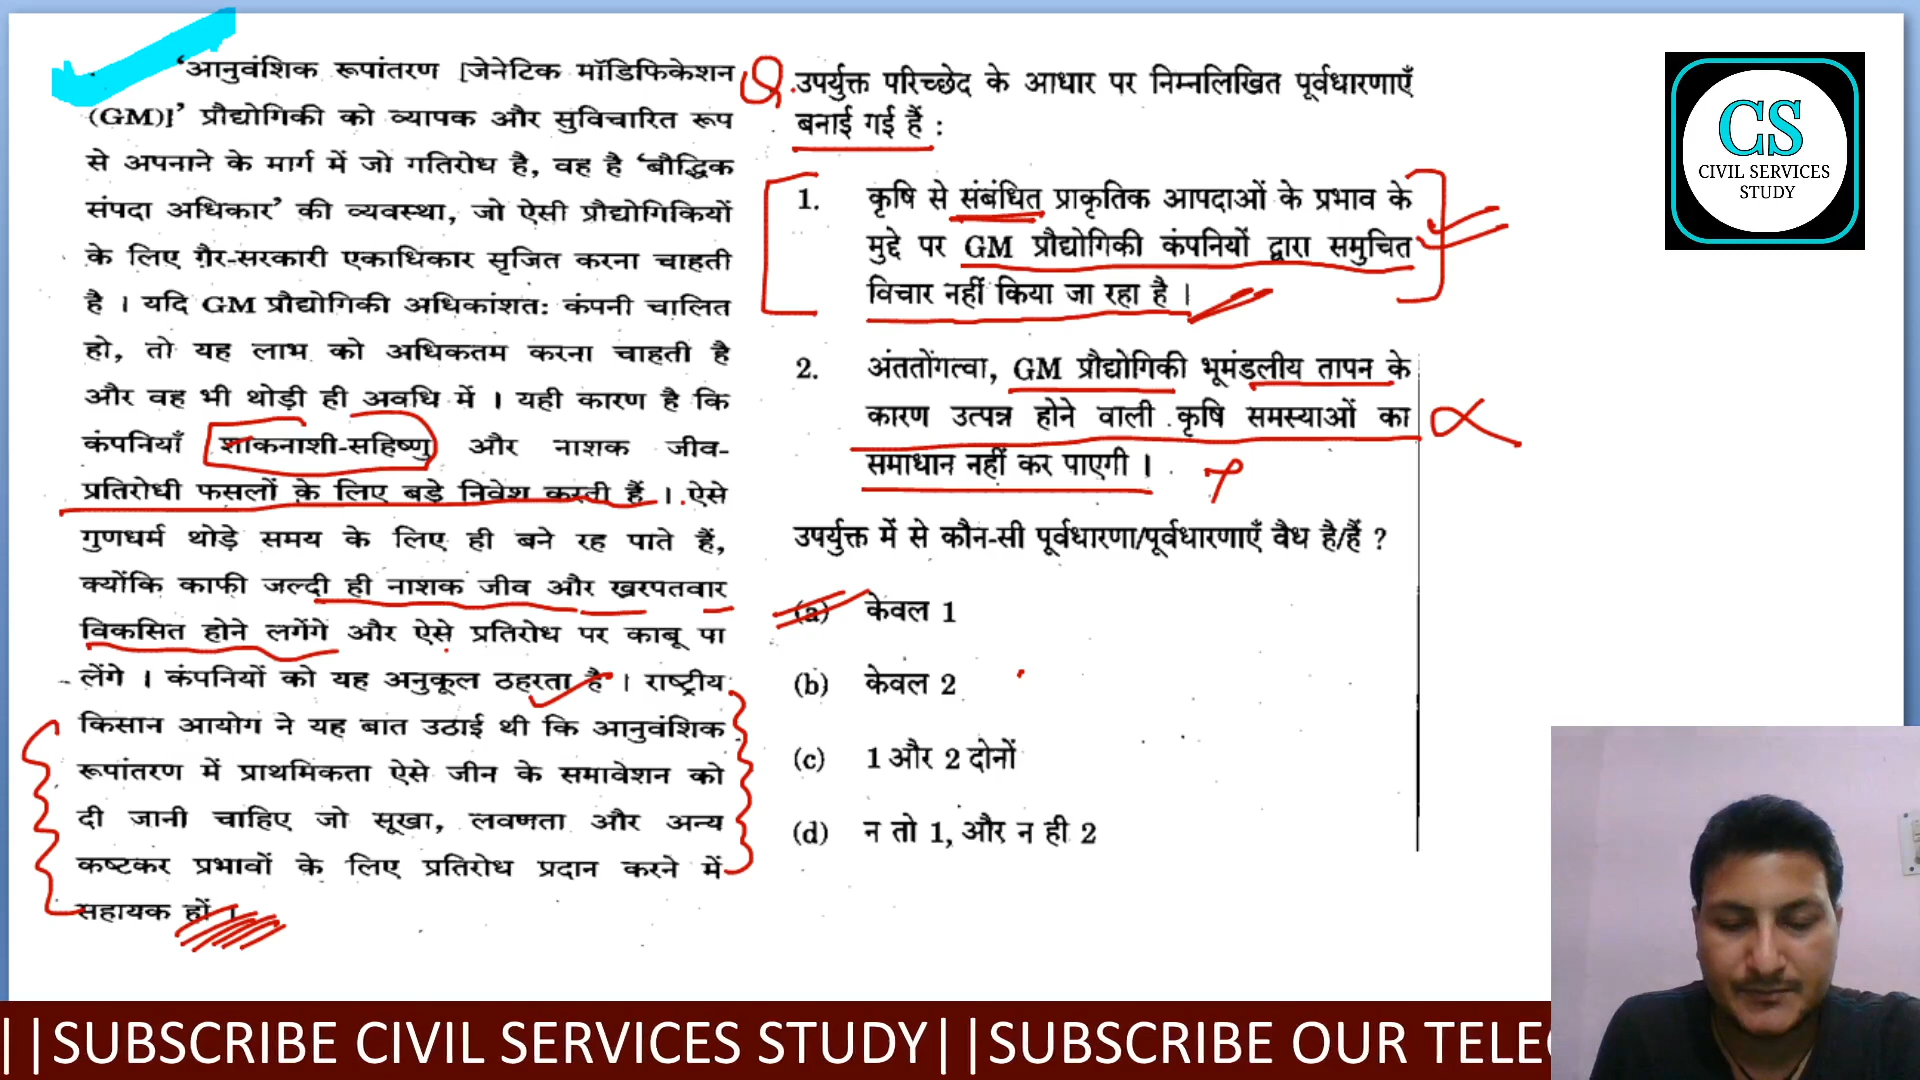 'आनुवंशिक रूपांतरण [जेनेटिक मॉडिफिकेशन
(GM)]' प्रौद्योगिकी को व्यापक और सुविचारित रूप
से अपनाने के मार्ग में जो गतिरोध है, वह है 'बौद्धिक
संपदा अधिकार' की व्यवस्था, जो ऐसी प्रौद्योगिकियों
के लिए ग़ैर-सरकारी एकाधिकार सृजित करना चाहती
है । यदि GM प्रौद्योगिकी अधिकांशत: कंपनी चालित
हो, तो यह लाभ को अधिकतम करना चाहती है
और वह भी थोड़ी ही अवधि में । यही कारण है कि
कंपनियाँ शाकनाशी-सहिष्णु और नाशक जीव-
प्रतिरोधी फसलों के लिए बड़े निवेश करती हैं । ऐसे
गुणधर्म थोड़े समय के लिए ही बने रह पाते हैं,
क्योंकि काफी जल्दी ही नाशक जीव और खरपतवार
विकसित होने लगेंगे और ऐसे प्रतिरोध पर काबू पा
लेंगे । कंपनियों को यह अनुकूल ठहरता है । राष्ट्रीय
किसान आयोग ने यह बात उठाई थी कि आनुवंशिक
रूपांतरण में प्राथमिकता ऐसे जीन के समावेशन को
दी जानी चाहिए जो सूखा, लवणता और अन्य
कष्टकर प्रभावों के लिए प्रतिरोध प्रदान करने में
सहायक हों ।
Q. उपर्युक्त परिच्छेद के आधार पर निम्नलिखित पूर्वधारणाएँ
बनाई गई हैं :
1. कृषि से संबंधित प्राकृतिक आपदाओं के प्रभाव के
मुद्दे पर GM प्रौद्योगिकी कंपनियों द्वारा समुचित
विचार नहीं किया जा रहा है ।
2. अंततोंगत्वा, GM प्रौद्योगिकी भूमंडलीय तापन के
कारण उत्पन्न होने वाली कृषि समस्याओं का
समाधान नहीं कर पाएगी ।
उपर्युक्त में से कौन-सी पूर्वधारणा/पूर्वधारणाएँ वैध है/हैं ?
(a) केवल 1
(b) केवल 2
(c) 1 और 2 दोनों
(d) न तो 1, और न ही 2
CS
CIVIL SERVICES
STUDY
||SUBSCRIBE CIVIL SERVICES STUDY||SUBSCRIBE OUR TELE